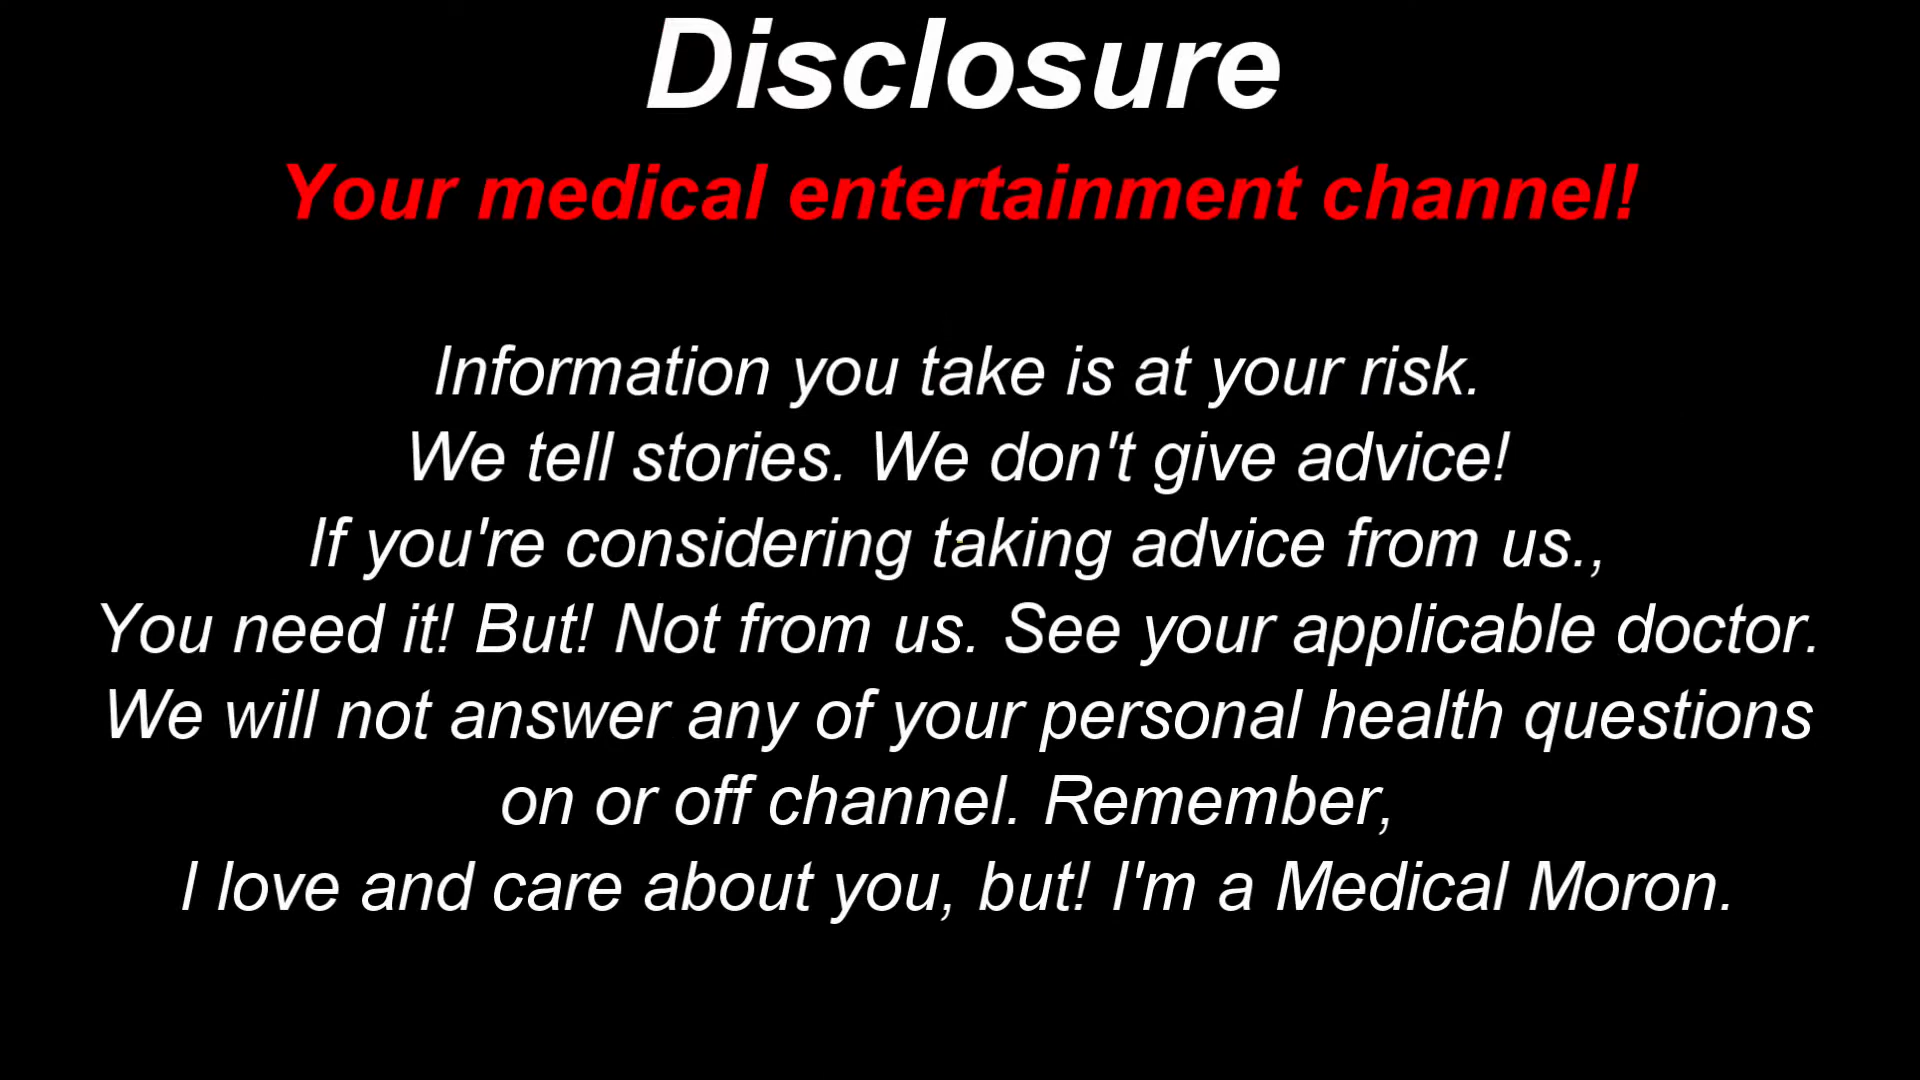 Disclosure
Your medical entertainment channel!
Information you take is at your risk.
We tell stories. We don't give advice!
If you're considering taking advice from us.,
You need it! But! Not from us. See your applicable doctor.
We will not answer any of your personal health questions
on or off channel. Remember,
I love and care about you, but! I'm a Medical Moron.